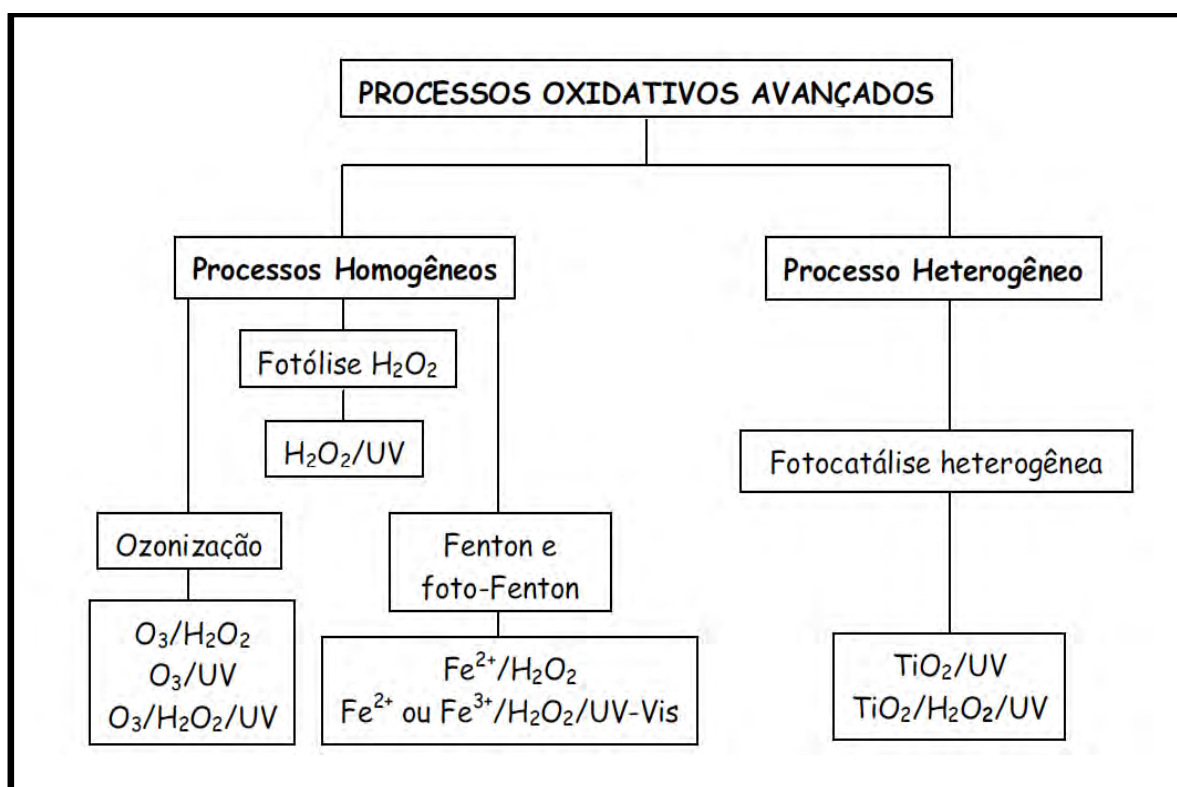 PROCESSOS OXIDATIVOS AVANÇADOS
Processos Homogêneos
Processo Heterogêneo
Fotólise H₂O₂
H₂O₂/UV
Fotocatálise heterogênea
Ozonização
Fenton e
foto-Fenton
O₃/H₂O₂
O₃/UV
O₃/H₂O₂/UV
Fe²⁺/H₂O₂
Fe²⁺ ou Fe³⁺/H₂O₂/UV-Vis
TiO₂/UV
TiO₂/H₂O₂/UV